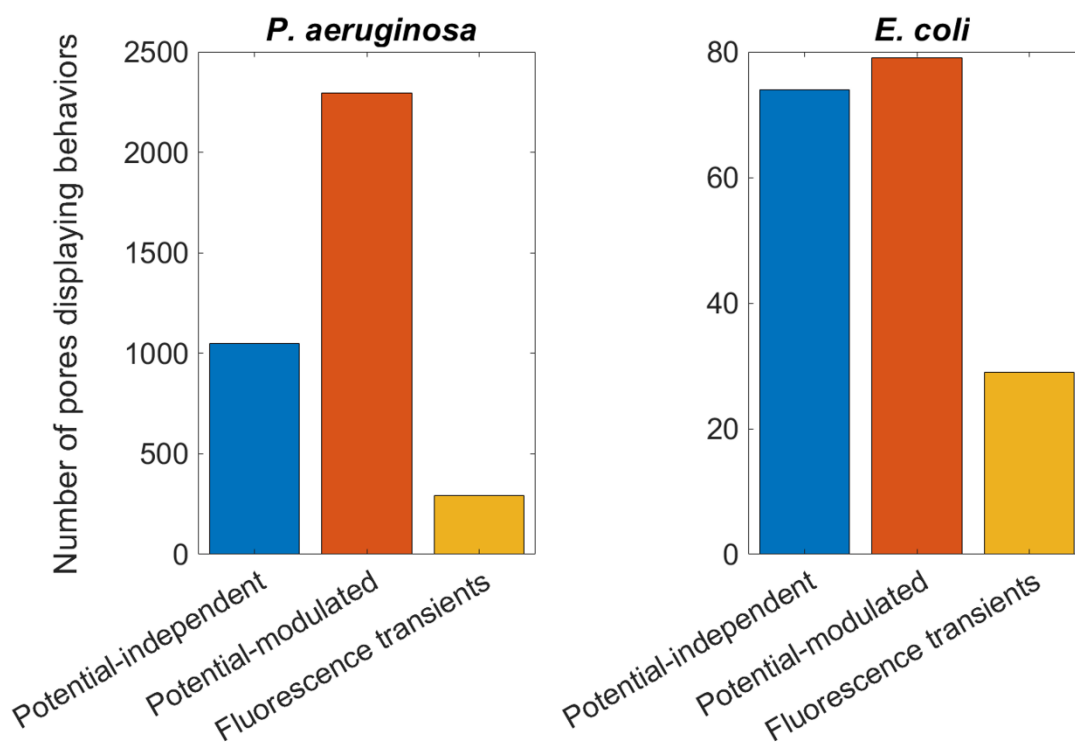 P. aeruginosa
Number of pores displaying behaviors
2500
2000
1500
1000
500
0
Potential-independent
Potential-modulated
Fluorescence transients
E. coli
80
60
40
20
0
Potential-independent
Potential-modulated
Fluorescence transients